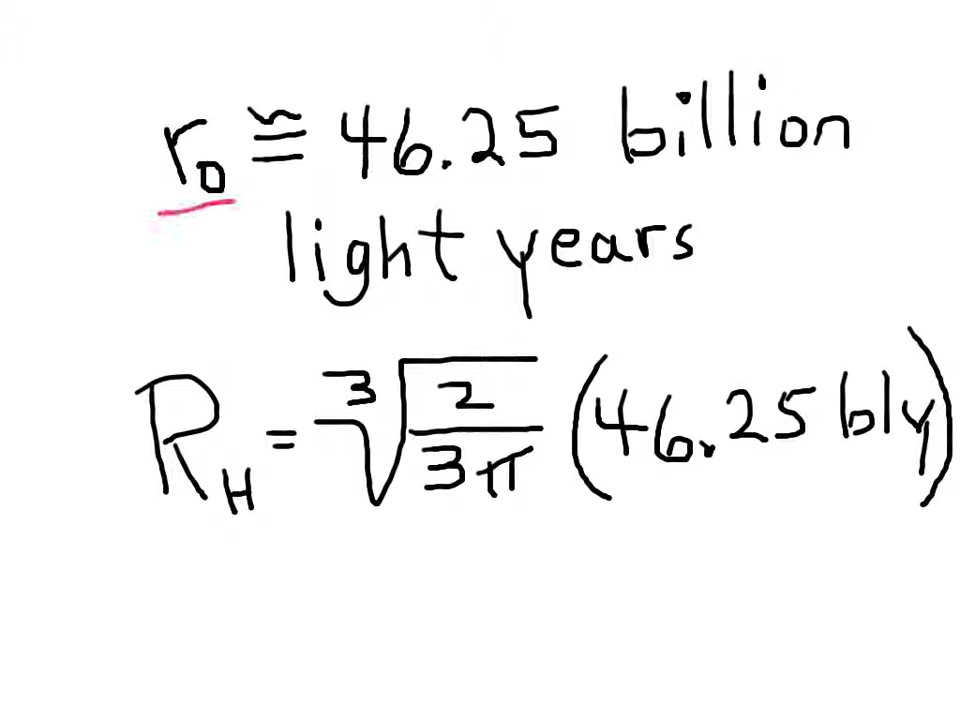 r₀ ≅ 46.25 billion
light years
R_H = ∛(2/3π) (46.25 bly)